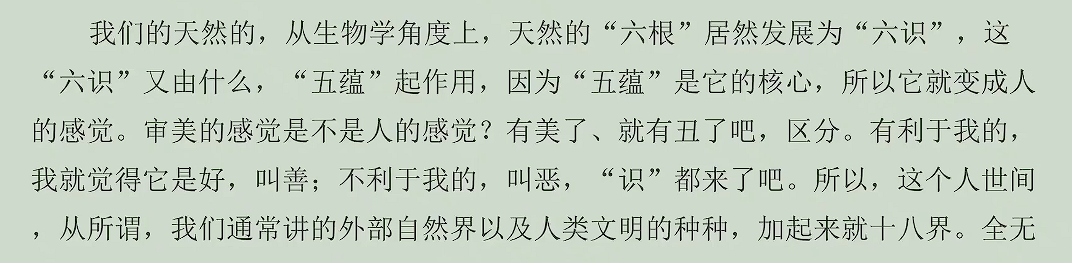 我们的天然的，从生物学角度上，天然的“六根”居然发展为“六识”，这
“六识”又由什么，“五蕴”起作用，因为“五蕴”是它的核心，所以它就变成人
的感觉。审美的感觉是不是人的感觉？有美了、就有丑了吧，区分。有利于我的，
我就觉得它是好，叫善；不利于我的，叫恶，“识”都来了吧。所以，这个人世间
，从所谓，我们通常讲的外部自然界以及人类文明的种种，加起来就十八界。全无